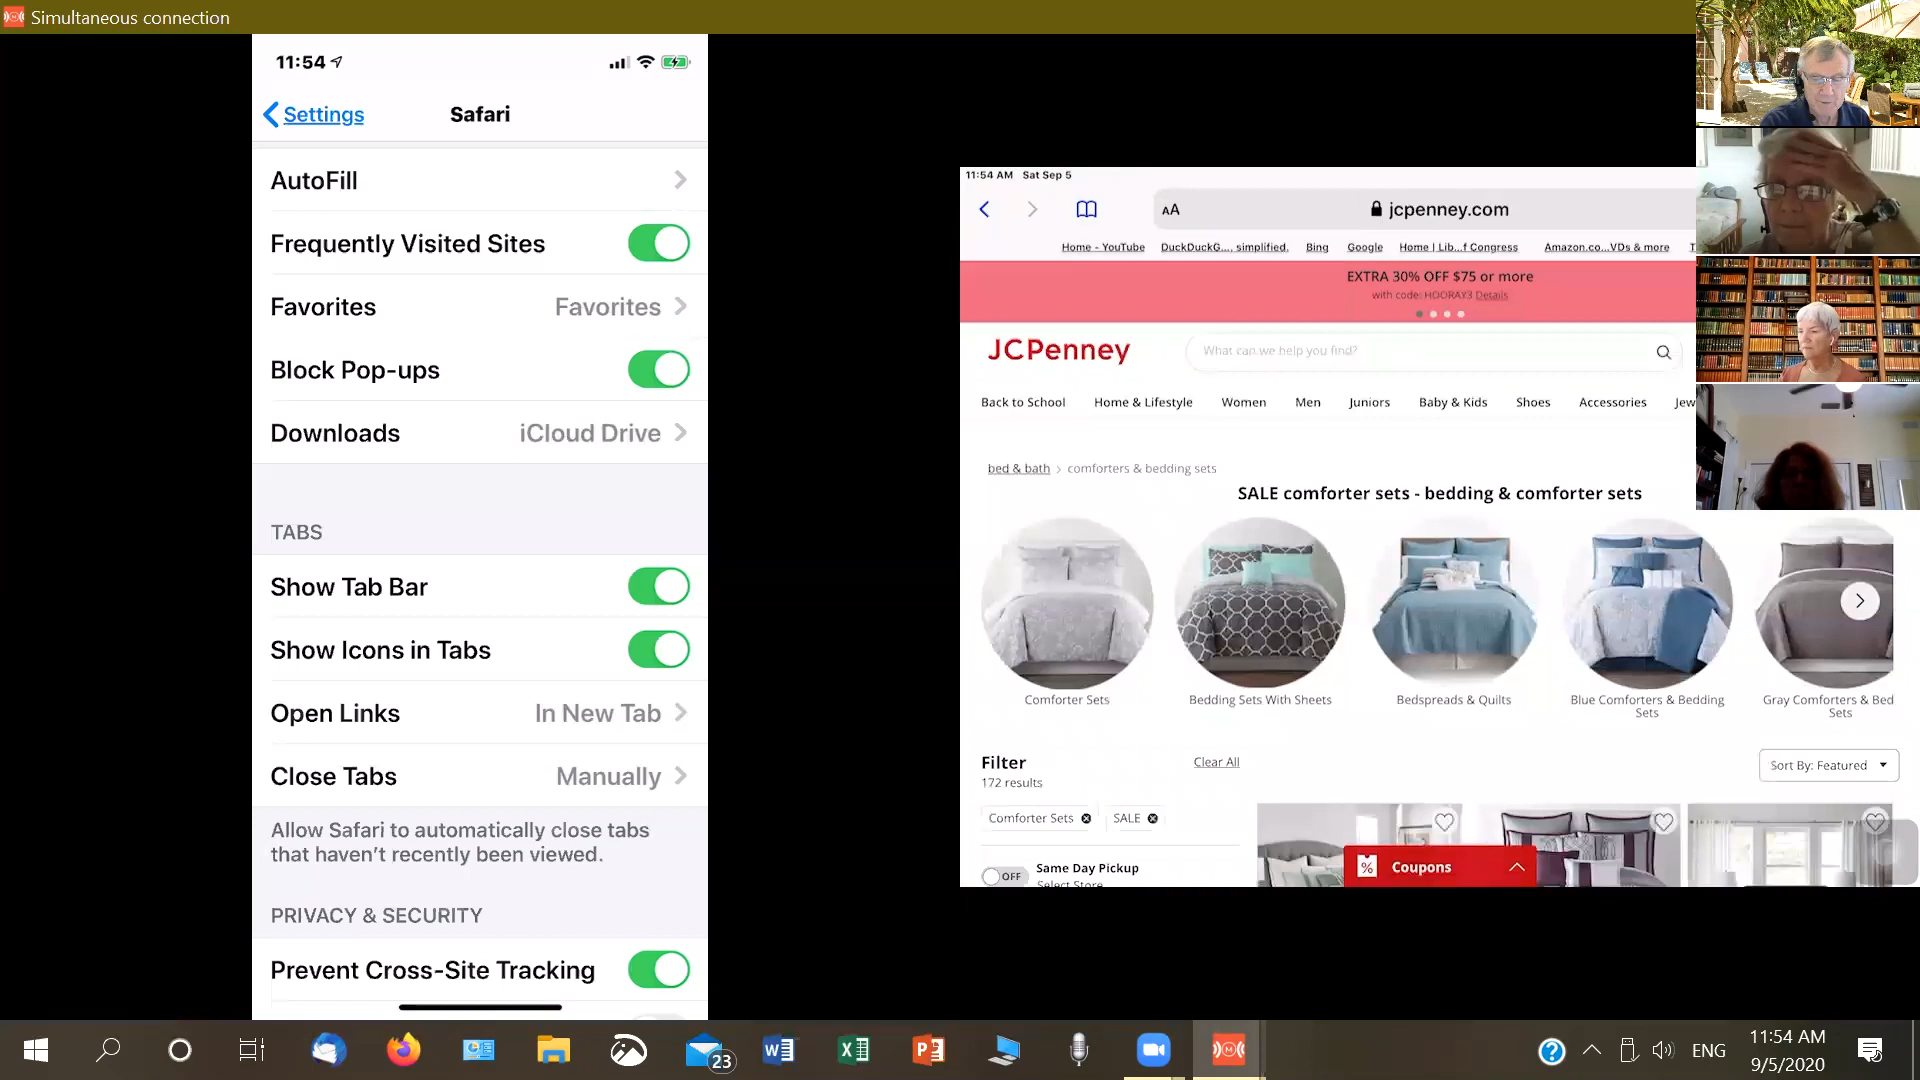 Simultaneous connection
11:54
Settings
Safari
AutoFill
Frequently Visited Sites
Favorites Favorites
Block Pop-ups
Downloads iCloud Drive
TABS
Show Tab Bar
Show Icons in Tabs
Open Links In New Tab
Close Tabs Manually
Allow Safari to automatically close tabs
that haven't recently been viewed.
PRIVACY & SECURITY
Prevent Cross-Site Tracking
11:54 AM Sat Sep 5
AA jcpenney.com
Home - YouTube DuckDuckG..., simplified. Bing Google Home | Lib...f Congress Amazon.co...VDs & more T
EXTRA 30% OFF $75 or more
with code: HOORAY3 Details
JCPenney What can we help you find?
Back to School Home & Lifestyle Women Men Juniors Baby & Kids Shoes Accessories Jew
bed & bath > comforters & bedding sets
SALE comforter sets - bedding & comforter sets
Comforter Sets Bedding Sets With Sheets Bedspreads & Quilts Blue Comforters & Bedding Gray Comforters & Bed
Sets Sets
Filter Clear All
172 results
Sort By: Featured
Comforter Sets SALE
OFF Same Day Pickup
Select Store
% Coupons
23
ENG
11:54 AM
9/5/2020